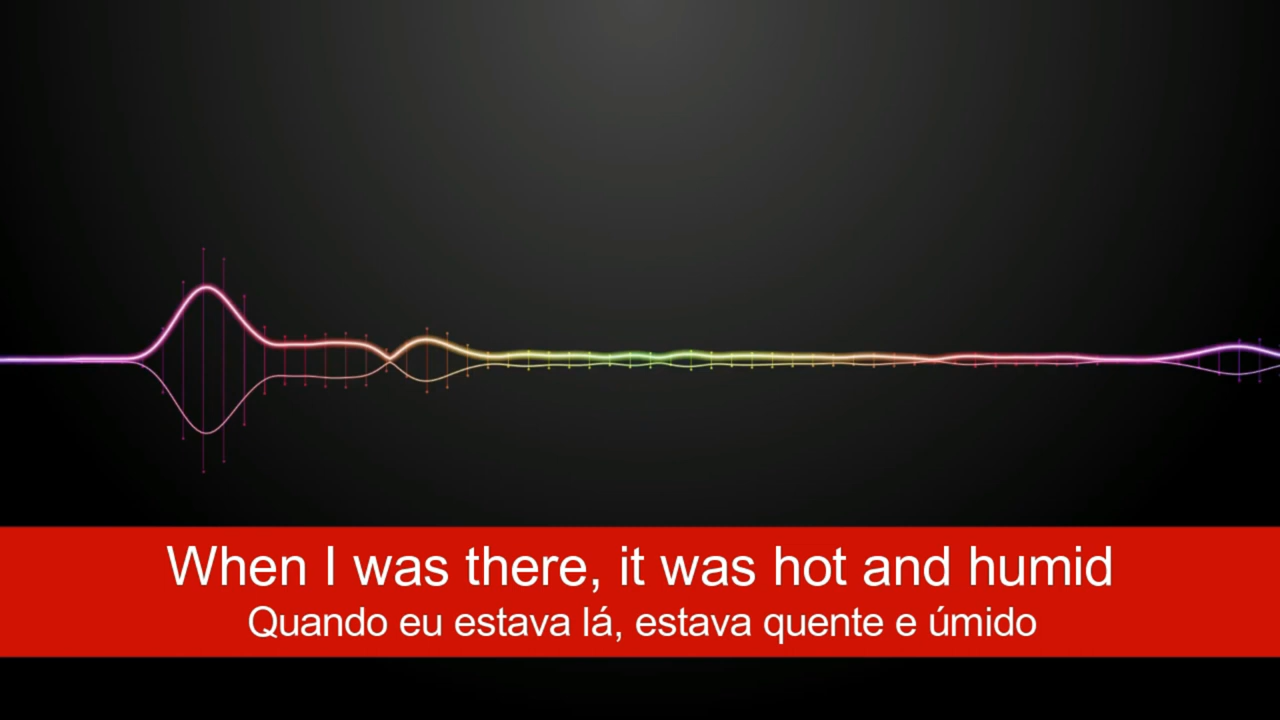 When I was there, it was hot and humid
Quando eu estava lá, estava quente e úmido